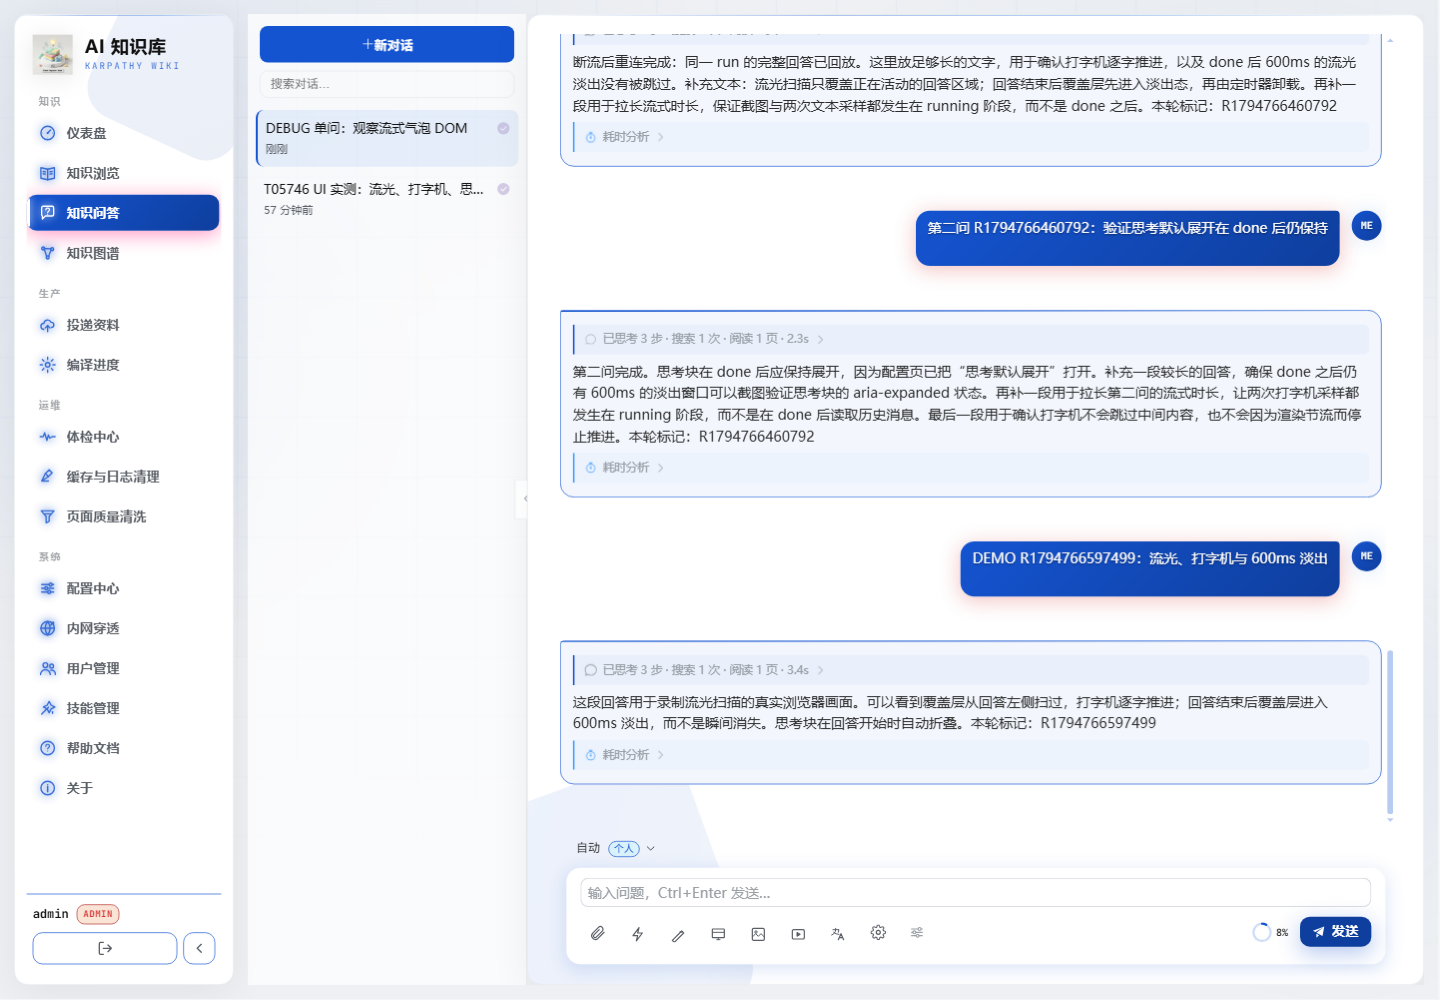 AI 知识库
KARPATHY WIKI
知识
仪表盘
知识浏览
知识问答
知识图谱
生产
投递资料
编译进度
运维
体检中心
缓存与日志清理
页面质量清洗
系统
配置中心
内网穿透
用户管理
技能管理
帮助文档
关于
admin ADMIN
+新对话
搜索对话...
DEBUG 单问：观察流式气泡 DOM
刚刚
T05746 UI 实测：流光、打字机、思...
57 分钟前
断流后重连完成：同一 run 的完整回答已回放。这里放足够长的文字，用于确认打字机逐字推进，以及 done 后 600ms 的流光
淡出没有被跳过。补充文本：流光扫描只覆盖正在活动的回答区域；回答结束后覆盖层先进入淡出态，再由定时器卸载。再补一
段用于拉长流式时长，保证截图与两次文本采样都发生在 running 阶段，而不是 done 之后。本轮标记：R1794766460792
耗时分析
第二问 R1794766460792：验证思考默认展开在 done 后仍保持
ME
已思考 3 步 · 搜索 1 次 · 阅读 1 页 · 2.3s
第二问完成。思考块在 done 后应保持展开，因为配置页已把“思考默认展开”打开。补充一段较长的回答，确保 done 之后仍
有 600ms 的淡出窗口可以截图验证思考块的 aria-expanded 状态。再补一段用于拉长第二问的流式时长，让两次打字机采样都
发生在 running 阶段，而不是在 done 后读取历史消息。最后一段用于确认打字机不会跳过中间内容，也不会因为渲染节流而停
止推进。本轮标记：R1794766460792
耗时分析
DEMO R1794766597499：流光、打字机与 600ms 淡出
ME
已思考 3 步 · 搜索 1 次 · 阅读 1 页 · 3.4s
这段回答用于录制流光扫描的真实浏览器画面。可以看到覆盖层从回答左侧扫过，打字机逐字推进；回答结束后覆盖层进入
600ms 淡出，而不是瞬间消失。思考块在回答开始时自动折叠。本轮标记：R1794766597499
耗时分析
自动 个人
输入问题，Ctrl+Enter 发送...
8%
发送